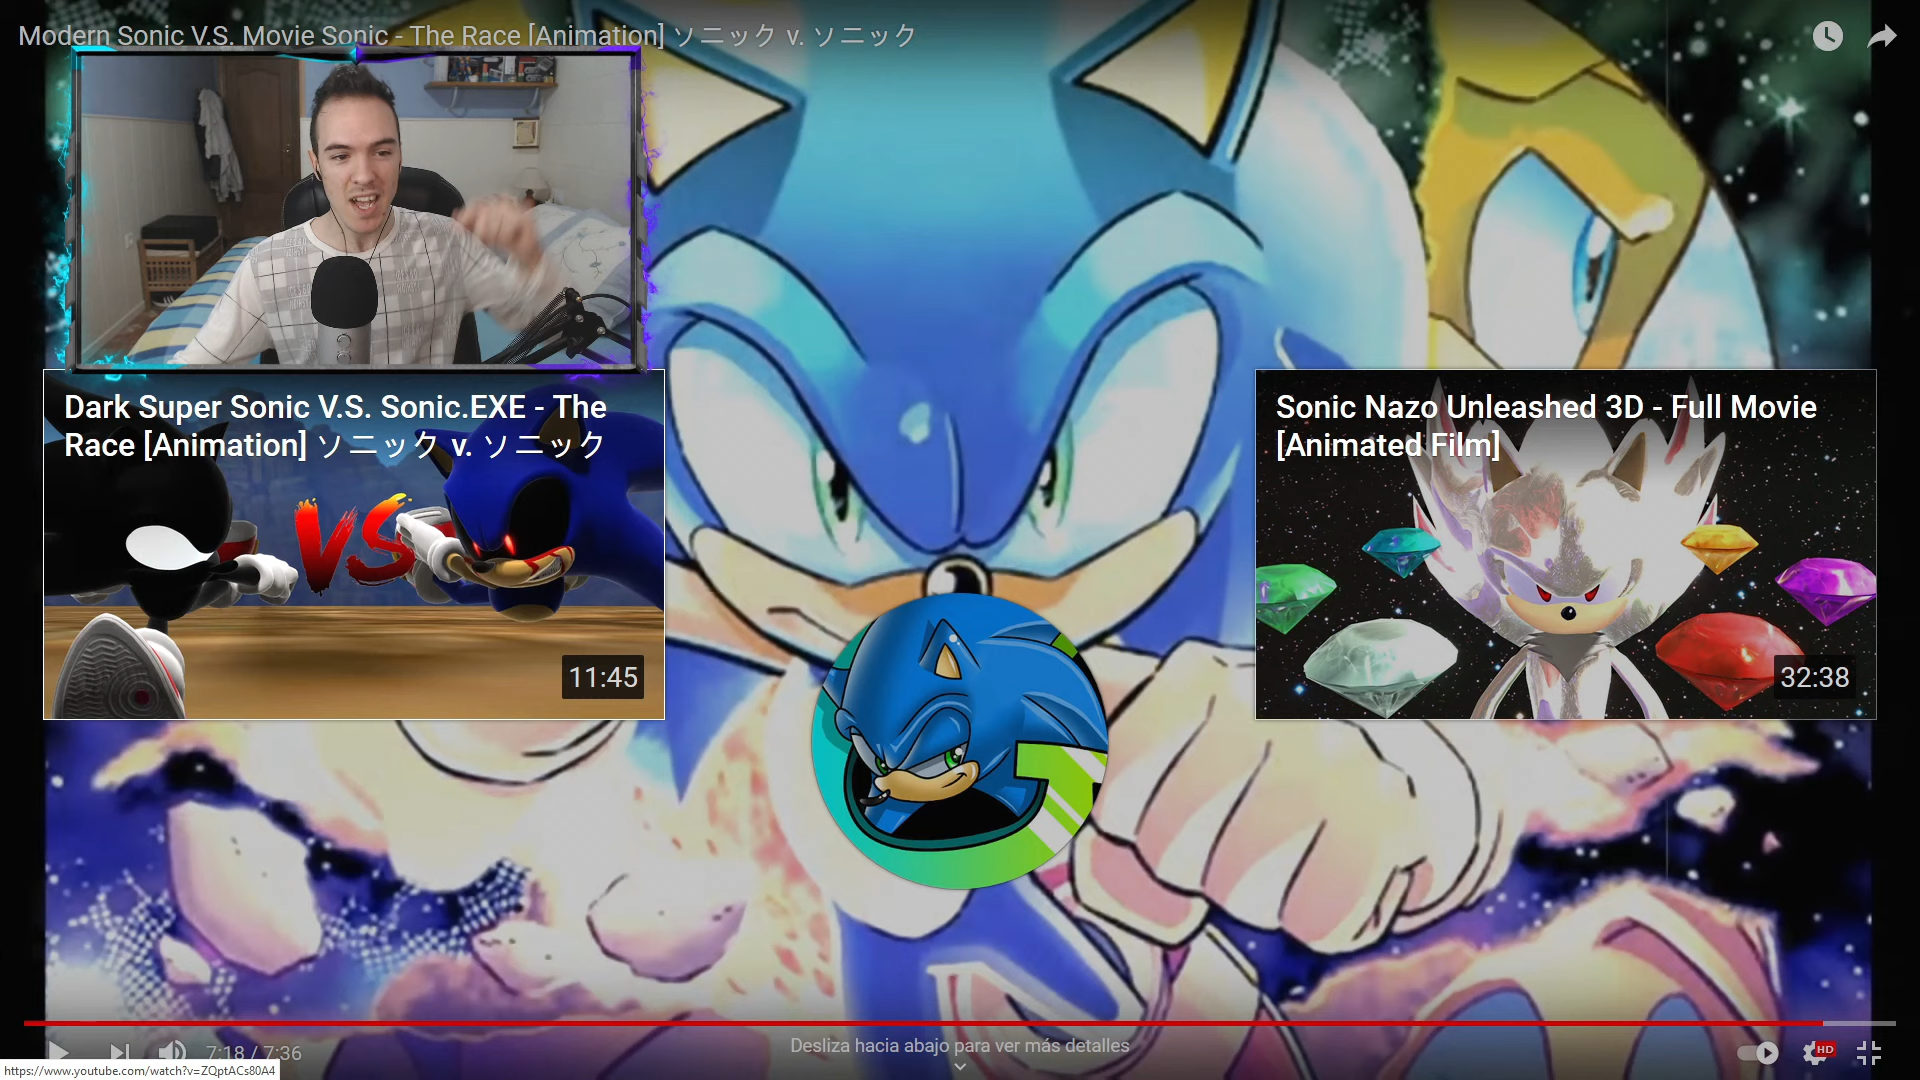 Modern Sonic V.S. Movie Sonic - The Race [Animation] ソニック v. ソニック
Dark Super Sonic V.S. Sonic.EXE - The
Race [Animation] ソニック v. ソニック
VS
11:45
Sonic Nazo Unleashed 3D - Full Movie
[Animated Film]
32:38
7:18 / 7:36
Desliza hacia abajo para ver más detalles
HD
https://www.youtube.com/watch?v=ZQptACs80A4